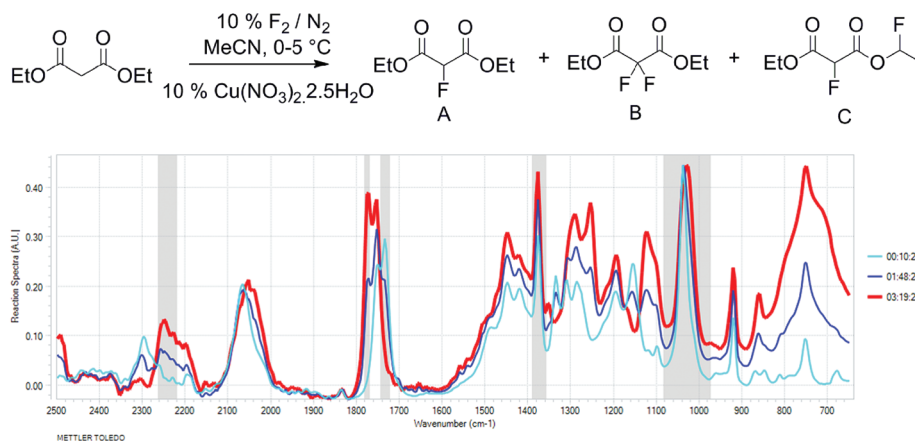 10 % F2 / N2
MeCN, 0-5 °C
10 % Cu(NO3)2.2.5H2O
O O
EtO OEt
O O
EtO OEt
F
A
+
O O
EtO OEt
F F
B
+
O O F
EtO O
F
C
Reaction Spectra [A.U.]
0.40
0.30
0.20
0.10
0.00
00:10:2
01:48:2
03:19:2
2500 2400 2300 2200 2100 2000 1900 1800 1700 1600 1500 1400 1300 1200 1100 1000 900 800 700
Wavenumber (cm-1)
METTLER TOLEDO